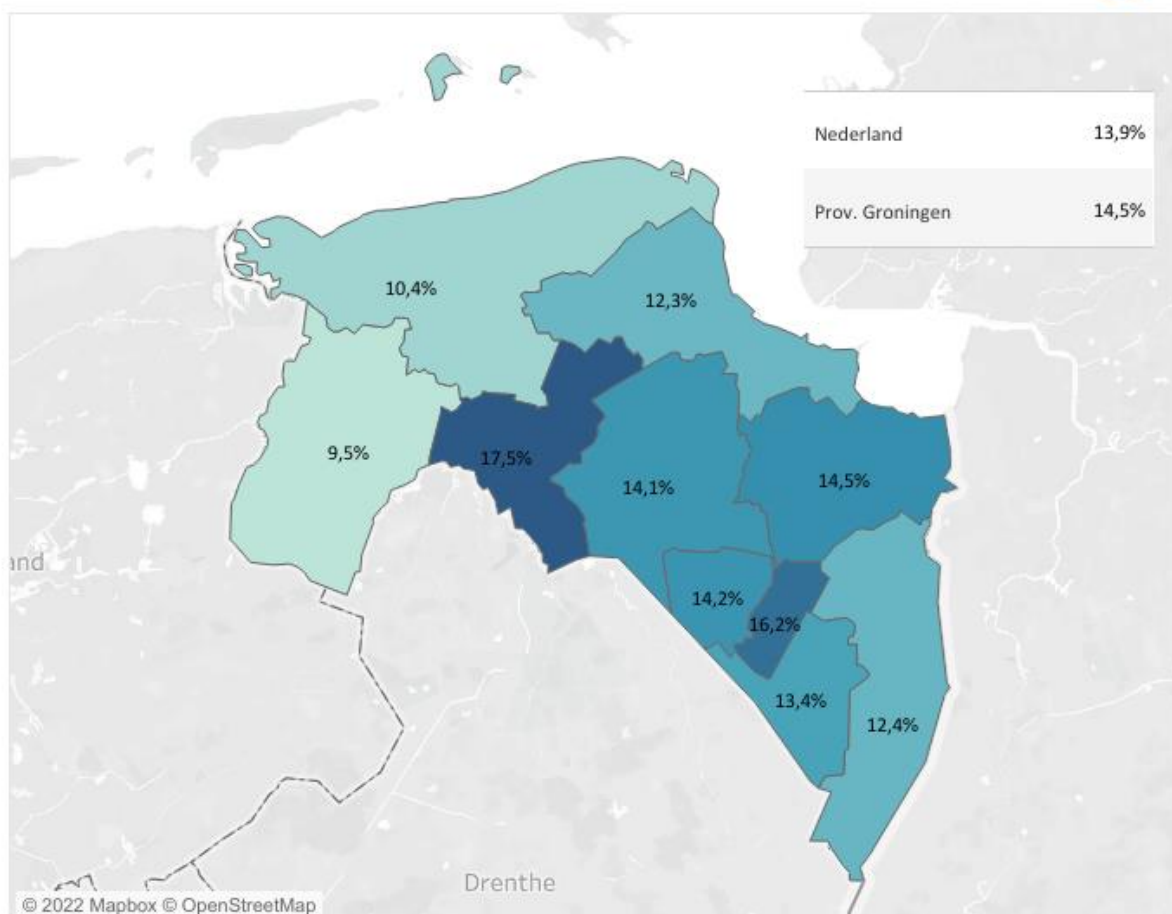 Nederland 13,9%
Prov. Groningen 14,5%
10,4%
12,3%
9,5%
17,5%
14,1%
14,5%
14,2%
16,2%
13,4%
12,4%
and
Drenthe
© 2022 Mapbox © OpenStreetMap